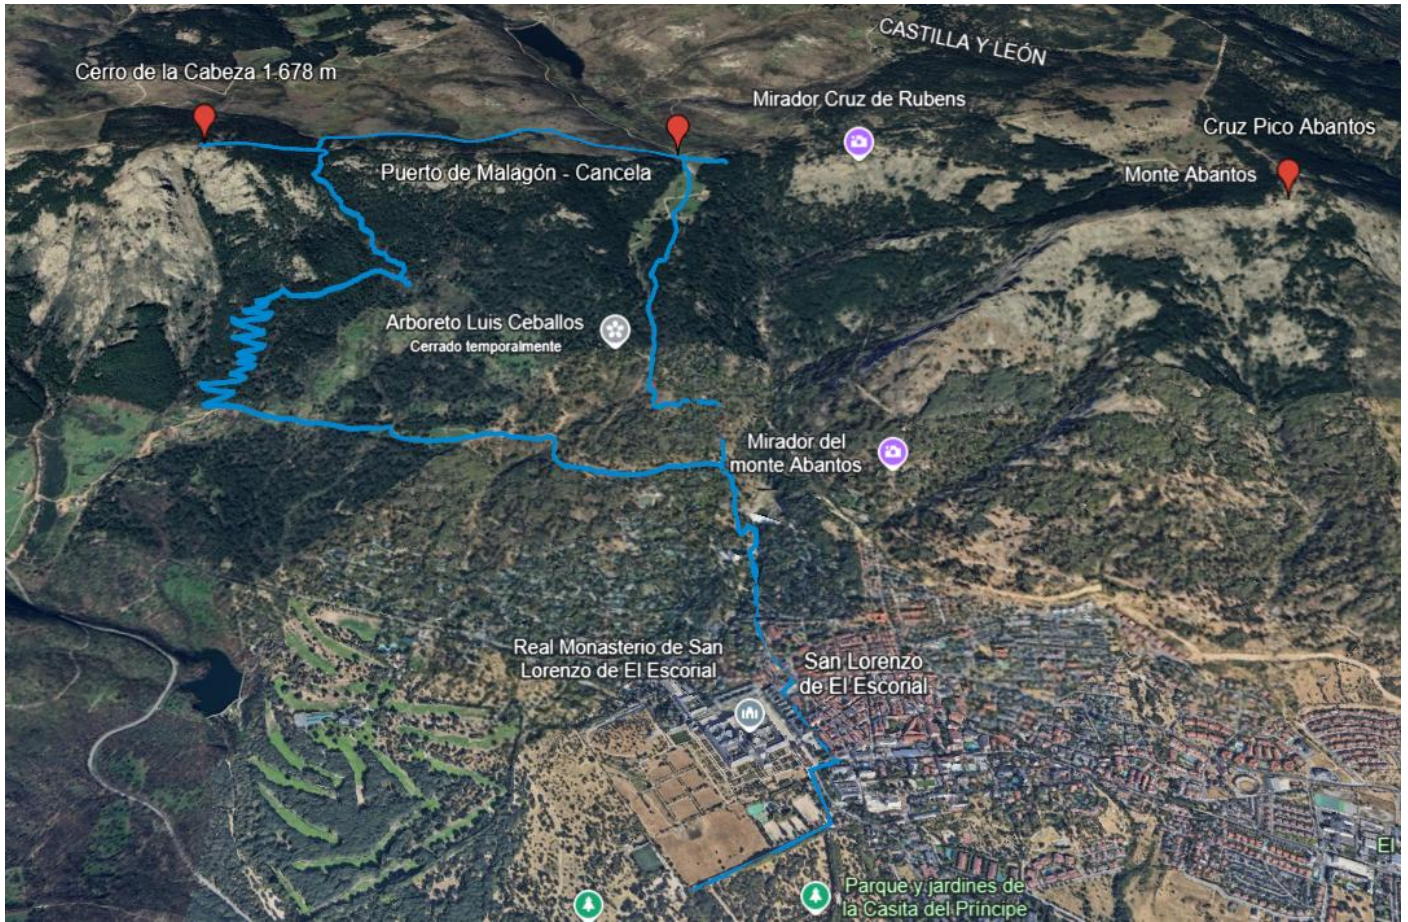 CASTILLA Y LEÓN
Cerro de la Cabeza 1.678 m
Mirador Cruz de Rubens
Cruz Pico Abantos
Puerto de Malagón - Cancela
Monte Abantos
Arboreto Luis Ceballos
Cerrado temporalmente
Mirador del
monte Abantos
Real Monasterio de San
Lorenzo de El Escorial
San Lorenzo
de El Escorial
El
Parque y jardines de
la Casita del Príncipe